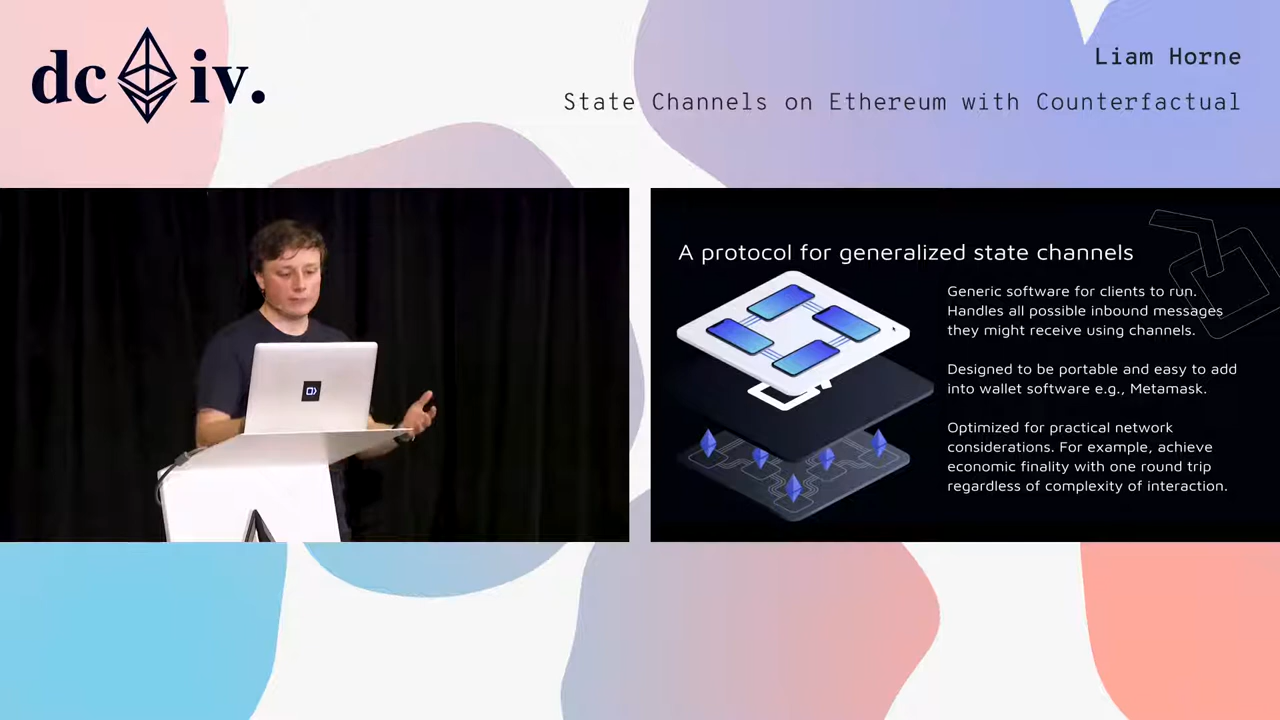 dc iv.
Liam Horne
State Channels on Ethereum with Counterfactual
A protocol for generalized state channels
Generic software for clients to run.
Handles all possible inbound messages
they might receive using channels.
Designed to be portable and easy to add
into wallet software e.g., Metamask.
Optimized for practical network
considerations. For example, achieve
economic finality with one round trip
regardless of complexity of interaction.